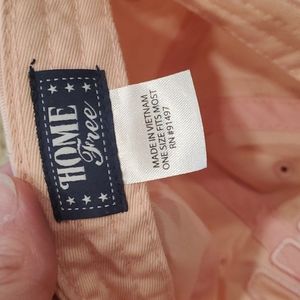 HOME
Free
MADE IN VIETNAM
ONE SIZE FITS MOST
RN #91497